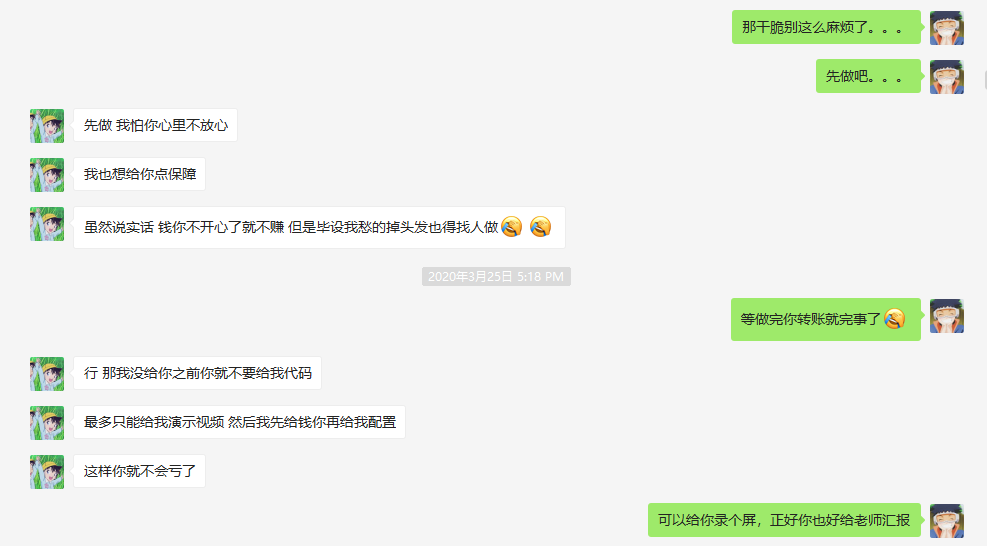 那干脆别这么麻烦了。。。
先做吧。。。
先做 我怕你心里不放心
我也想给你点保障
虽然说实话 钱你不开心了就不赚 但是毕设我愁的掉头发也得找人做
2020年3月25日 5:18 PM
等做完你转账就完事了
行 那我没给你之前你就不要给我代码
最多只能给我演示视频 然后我先给钱你再给我配置
这样你就不会亏了
可以给你录个屏，正好你也好给老师汇报